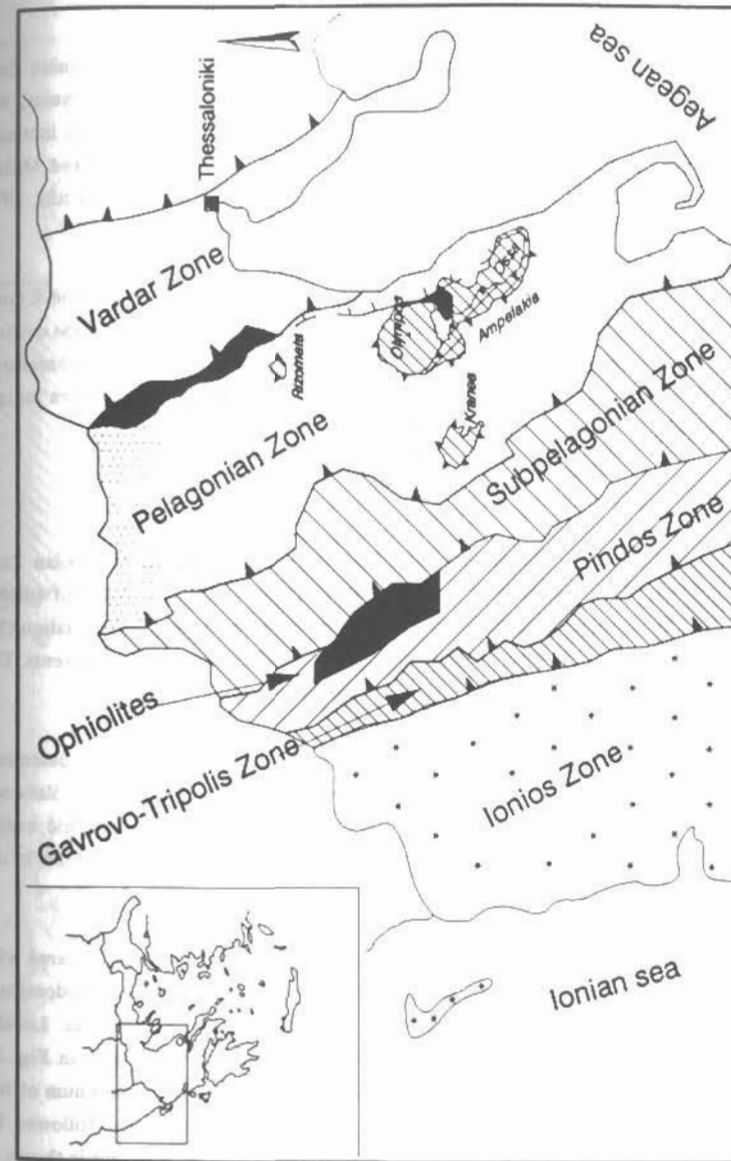 Aegean sea
Thessaloniki
Vardar Zone
Ossa
Olympos
Ampelakia
Rizomata
Kranea
Pelagonian Zone
Subpelagonian Zone
Pindos Zone
Ophiolites
Gavrovo-Tripolis Zone
Ionios Zone
Ionian sea